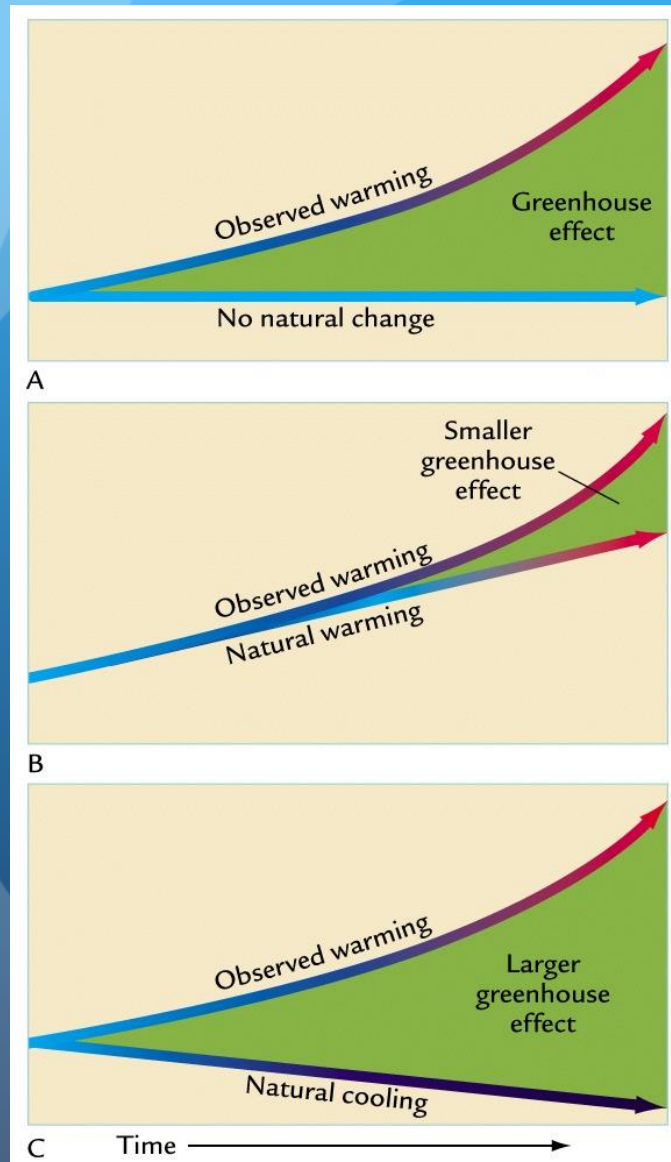 Observed warming
Greenhouse
effect
No natural change
A
Smaller
greenhouse
effect
Observed warming
Natural warming
B
Observed warming
Larger
greenhouse
effect
Natural cooling
C
Time